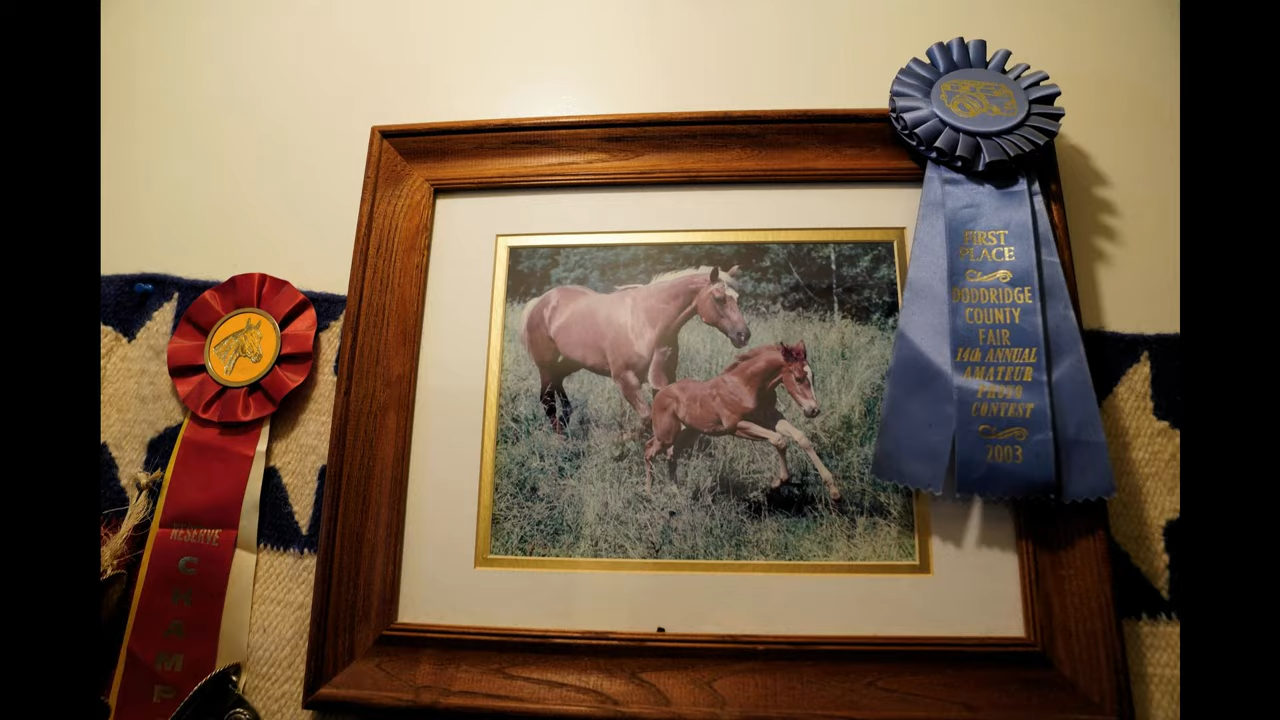 FIRST
PLACE
DODDRIDGE
COUNTY
FAIR
14th ANNUAL
AMATEUR
PHOTO
CONTEST
2003
RESERVE
C
H
A
M
P